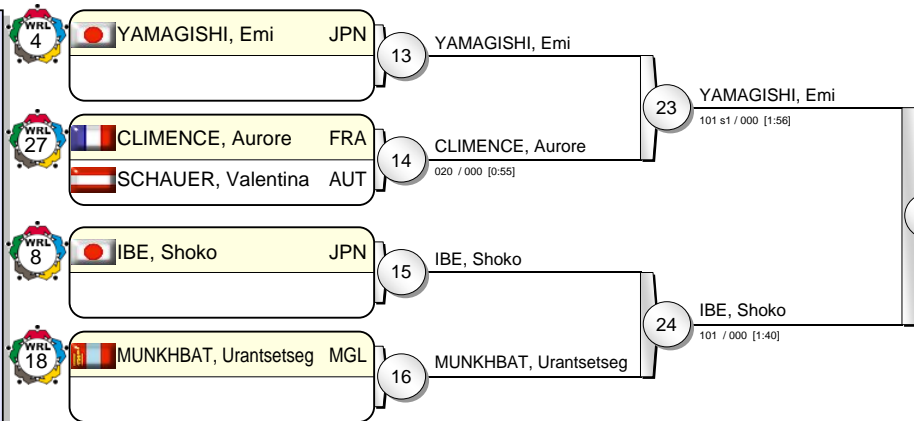 WRL
4
YAMAGISHI, Emi JPN
13
YAMAGISHI, Emi
23
YAMAGISHI, Emi
101 s1 / 000 [1:56]
WRL
27
CLIMENCE, Aurore FRA
SCHAUER, Valentina AUT
14
CLIMENCE, Aurore
020 / 000 [0:55]
WRL
8
IBE, Shoko JPN
15
IBE, Shoko
24
IBE, Shoko
101 / 000 [1:40]
WRL
18
MUNKHBAT, Urantsetseg MGL
16
MUNKHBAT, Urantsetseg